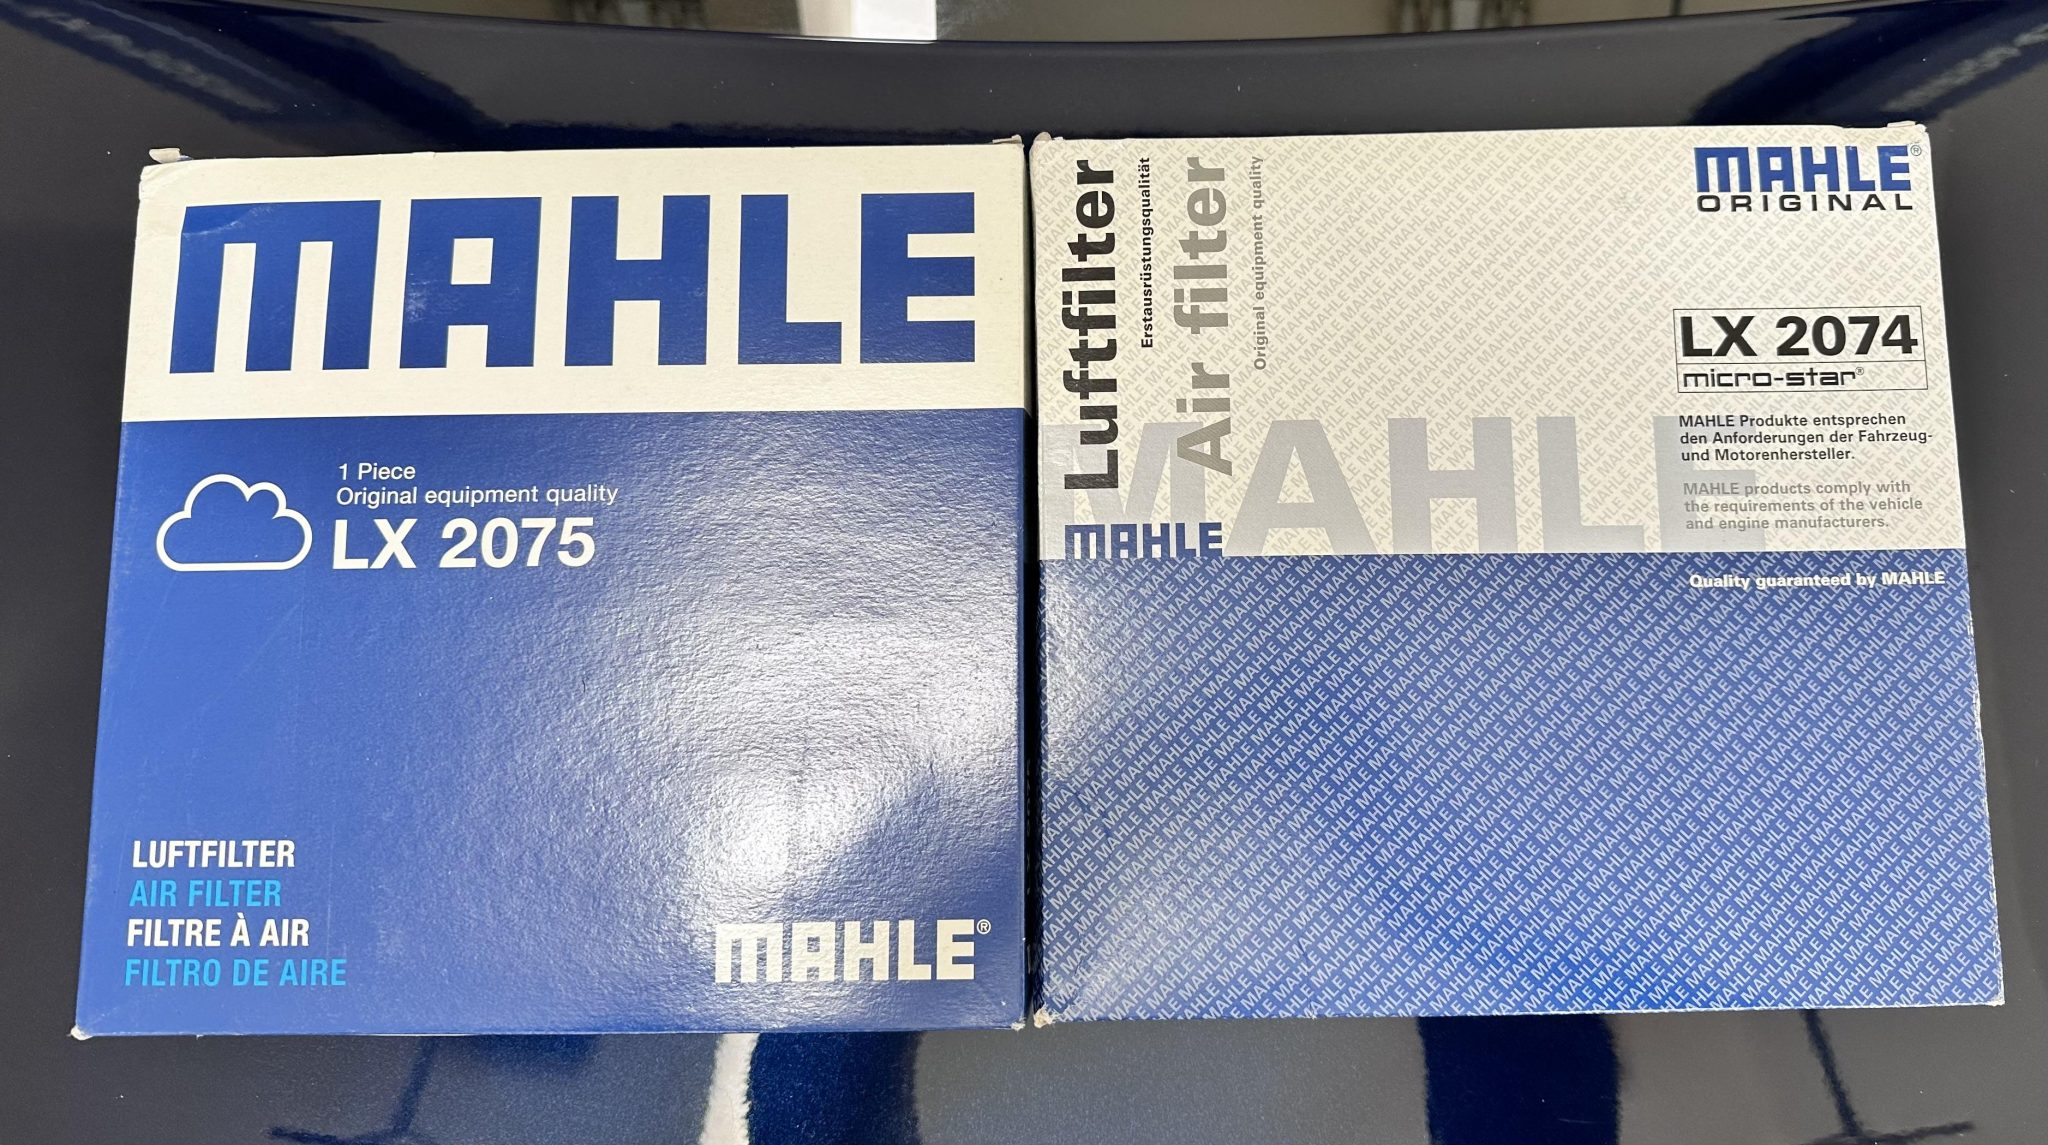 MAHLE
1 Piece
Original equipment quality
LX 2075
LUFTFILTER
AIR FILTER
FILTRE À AIR
FILTRO DE AIRE
MAHLE®
Luftfilter
Erstausrüstungsqualität
Air filter
Original equipment quality
MAHLE®
ORIGINAL
LX 2074
micro-star®
MAHLE Produkte entsprechen
den Anforderungen der Fahrzeug-
und Motorenhersteller.
MAHLE products comply with
the requirements of the vehicle
and engine manufacturers.
MAHLE
MAHLE
Quality guaranteed by MAHLE